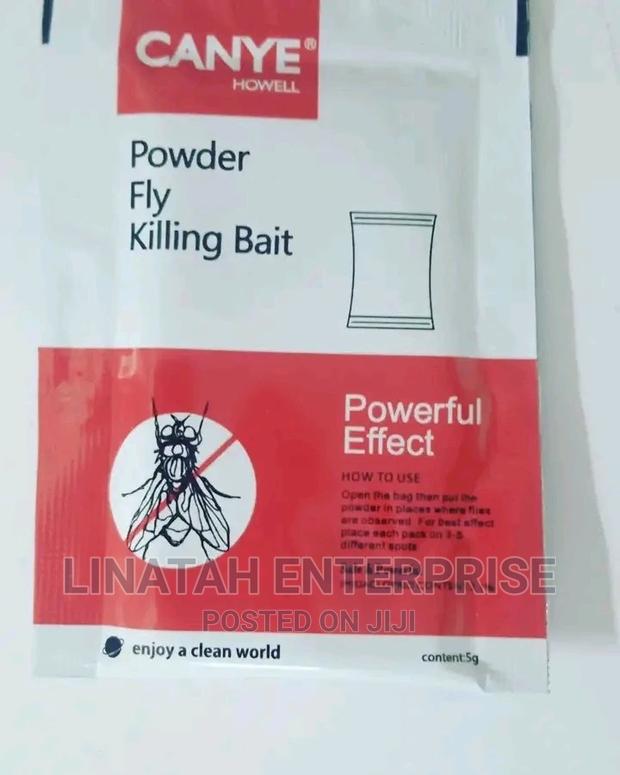 CANYE®
HOWELL
Powder
Fly
Killing Bait
Powerful
Effect
HOW TO USE
Open the bag then put the
powder in places where flies
are observed For best effect
place each pack on 3-5
different spots
LINATAH ENTERPRISE
POSTED ON JIJI
enjoy a clean world
content:5g